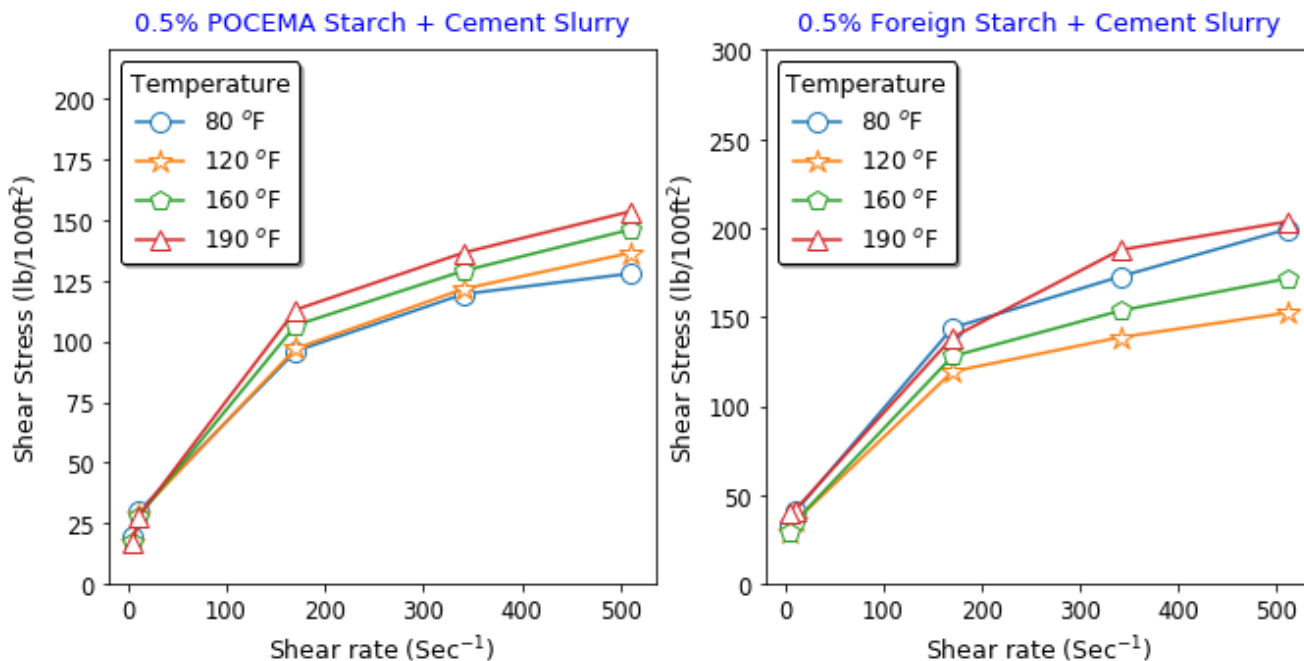 0.5% POCEMA Starch + Cement Slurry
Temperature
80 °F
120 °F
160 °F
190 °F
200
175
150
125
100
75
50
25
0
Shear Stress (lb/100ft²)
0 100 200 300 400 500
Shear rate (Sec⁻¹)
0.5% Foreign Starch + Cement Slurry
Temperature
80 °F
120 °F
160 °F
190 °F
300
250
200
150
100
50
0
Shear Stress (lb/100ft²)
0 100 200 300 400 500
Shear rate (Sec⁻¹)